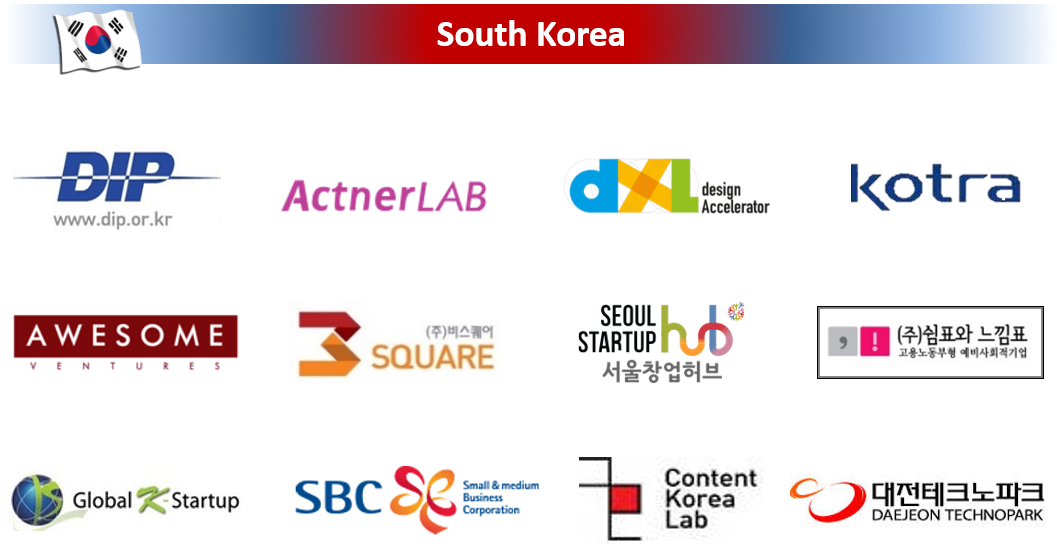 South Korea
DIP
www.dip.or.kr
ActnerLAB
dXL design
Accelerator
kotra
AWESOME
VENTURES
(주)비스퀘어
SQUARE
SEOUL
STARTUP hub
서울창업허브
, ! (주)쉼표와 느낌표
고용노동부형 예비사회적기업
Global K-Startup
SBC
Small & medium
Business
Corporation
Content
Korea
Lab
대전테크노파크
DAEJEON TECHNOPARK